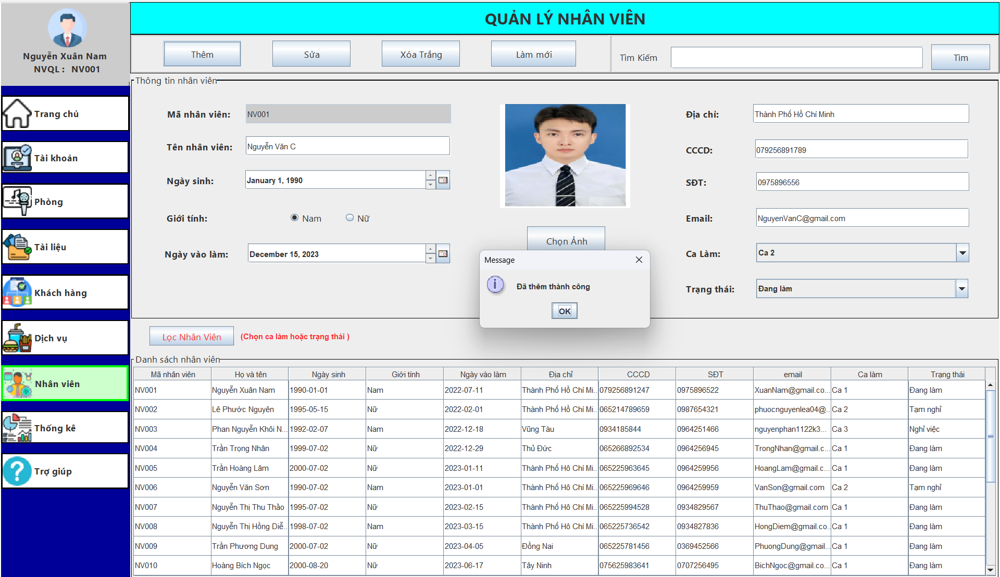 Nguyễn Xuân Nam
NVQL : NV001
Trang chủ
Tài khoản
Phòng
Tài liệu
Khách hàng
Dịch vụ
Nhân viên
Thống kê
Trợ giúp
QUẢN LÝ NHÂN VIÊN
Thêm Sửa Xóa Trắng Làm mới Tìm Kiếm Tìm
Thông tin nhân viên
Mã nhân viên: NV001
Tên nhân viên: Nguyễn Văn C
Ngày sinh: January 1, 1990
Giới tính: Nam Nữ
Ngày vào làm: December 15, 2023
Chọn Ảnh
Địa chỉ: Thành Phố Hồ Chí Minh
CCCD: 079256891789
SĐT: 0975896556
Email: NguyenVanC@gmail.com
Ca Làm: Ca 2
Trạng thái: Đang làm
Message
Đã thêm thành công
OK
Lọc Nhân Viên (Chọn ca làm hoặc trạng thái )
Danh sách nhân viên
Mã nhân viên Họ và tên Ngày sinh Giới tính Ngày vào làm Địa chỉ CCCD SĐT email Ca làm Trạng thái
NV001 Nguyễn Xuân Nam 1990-01-01 Nam 2022-07-11 Thành Phố Hồ Chí Mi... 079256891247 0975896522 XuanNam@gmail.co... Ca 1 Đang làm
NV002 Lê Phước Nguyên 1995-05-15 Nữ 2022-02-01 Thành Phố Hồ Chí Mi... 065214789659 0987654321 phuocnguyenlea04@... Ca 2 Tạm nghỉ
NV003 Phan Nguyễn Khôi N... 1992-02-07 Nam 2022-12-18 Vũng Tàu 0934185844 0964251466 nguyenphan1122k3... Ca 3 Nghỉ việc
NV004 Trần Trọng Nhân 1999-07-02 Nữ 2022-12-29 Thủ Đức 065266892534 0964256945 TrongNhan@gmail.c... Ca 1 Đang làm
NV005 Trần Hoàng Lâm 2000-07-02 Nữ 2023-01-11 Thành Phố Hồ Chí Mi... 065225963645 0964259956 HoangLam@gmail.c... Ca 1 Đang làm
NV006 Nguyễn Văn Sơn 1990-07-02 Nam 2023-01-01 Thành Phố Hô Chí Mi... 065225969646 0964259959 VanSon@gmail.com Ca 2 Tạm nghỉ
NV007 Nguyễn Thị Thu Thảo 1995-07-02 Nữ 2023-02-15 Thành Phố Hô Chí Mi... 065225994528 0934829567 ThuThao@gmail.com Ca 1 Đang làm
NV008 Nguyễn Thị Hồng Diễ... 1998-07-02 Nam 2023-03-15 Thành Phố Hồ Chí Mi... 065225736542 0934827836 HongDiem@gmail.co... Ca 1 Đang làm
NV009 Trần Phương Dung 2000-07-02 Nữ 2023-04-05 Đồng Nai 065225781456 0369452566 PhuongDung@gmail... Ca 1 Đang làm
NV010 Hoàng Bích Ngọc 2000-08-20 Nữ 2023-06-17 Tây Ninh 075625983641 0707256495 BichNgoc@gmail.co... Ca 1 Đang làm